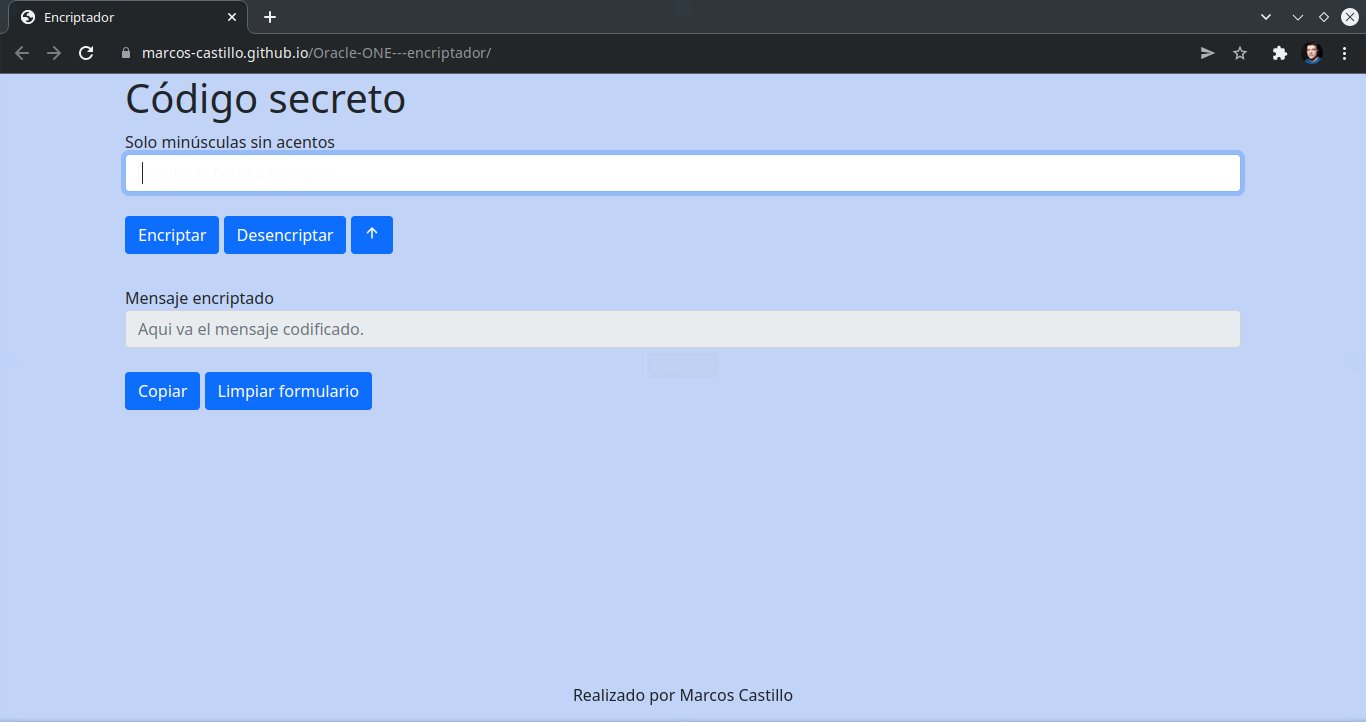 Encriptador
marcos-castillo.github.io/Oracle-ONE---encriptador/
Código secreto
Solo minúsculas sin acentos
Encriptar Desencriptar ↑
Mensaje encriptado
Aqui va el mensaje codificado.
Copiar Limpiar formulario
Realizado por Marcos Castillo